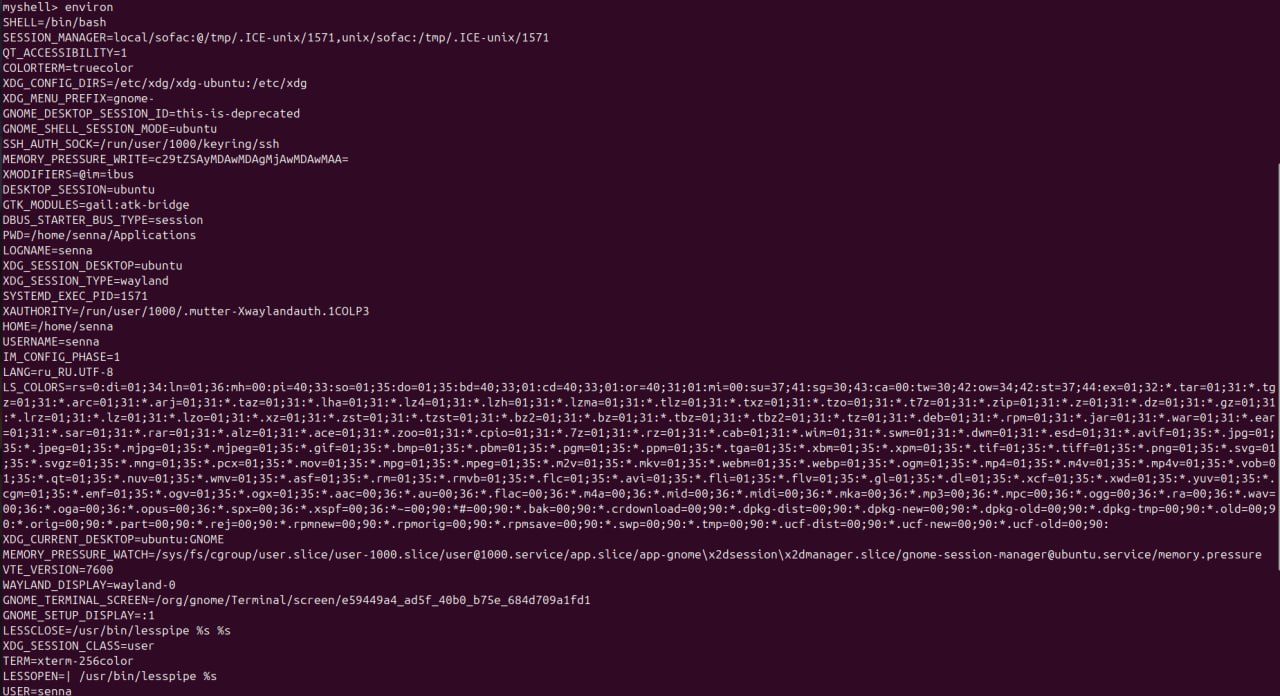 myshell> environ
SHELL=/bin/bash
SESSION_MANAGER=local/sofac:@/tmp/.ICE-unix/1571,unix/sofac:/tmp/.ICE-unix/1571
QT_ACCESSIBILITY=1
COLORTERM=truecolor
XDG_CONFIG_DIRS=/etc/xdg/xdg-ubuntu:/etc/xdg
XDG_MENU_PREFIX=gnome-
GNOME_DESKTOP_SESSION_ID=this-is-deprecated
GNOME_SHELL_SESSION_MODE=ubuntu
SSH_AUTH_SOCK=/run/user/1000/keyring/ssh
MEMORY_PRESSURE_WRITE=c29tZSAyMDAwMDAgMjAwMDAwMAA=
XMODIFIERS=@im=ibus
DESKTOP_SESSION=ubuntu
GTK_MODULES=gail:atk-bridge
DBUS_STARTER_BUS_TYPE=session
PWD=/home/senna/Applications
LOGNAME=senna
XDG_SESSION_DESKTOP=ubuntu
XDG_SESSION_TYPE=wayland
SYSTEMD_EXEC_PID=1571
XAUTHORITY=/run/user/1000/.mutter-Xwaylandauth.1COLP3
HOME=/home/senna
USERNAME=senna
IM_CONFIG_PHASE=1
LANG=ru_RU.UTF-8
LS_COLORS=rs=0:di=01;34:ln=01;36:mh=00:pi=40;33:so=01;35:do=01;35:bd=40;33;01:cd=40;33;01:or=40;31;01:mi=00:su=37;41:sg=30;43:ca=00:tw=30;42:ow=34;42:st=37;44:ex=01;32:*.tar=01;31:*.tg
z=01;31:*.arc=01;31:*.arj=01;31:*.taz=01;31:*.lha=01;31:*.lz4=01;31:*.lzh=01;31:*.lzma=01;31:*.tlz=01;31:*.txz=01;31:*.tzo=01;31:*.t7z=01;31:*.zip=01;31:*.z=01;31:*.dz=01;31:*.gz=01;31
:*.lrz=01;31:*.lz=01;31:*.lzo=01;31:*.xz=01;31:*.zst=01;31:*.tzst=01;31:*.bz2=01;31:*.bz=01;31:*.tbz=01;31:*.tbz2=01;31:*.tz=01;31:*.deb=01;31:*.rpm=01;31:*.jar=01;31:*.war=01;31:*.ear
=01;31:*.sar=01;31:*.rar=01;31:*.alz=01;31:*.ace=01;31:*.zoo=01;31:*.cpio=01;31:*.7z=01;31:*.rz=01;31:*.cab=01;31:*.wim=01;31:*.swm=01;31:*.dwm=01;31:*.esd=01;31:*.avif=01;35:*.jpg=01;
35:*.jpeg=01;35:*.mjpg=01;35:*.mjpeg=01;35:*.gif=01;35:*.bmp=01;35:*.pbm=01;35:*.pgm=01;35:*.ppm=01;35:*.tga=01;35:*.xbm=01;35:*.xpm=01;35:*.tif=01;35:*.tiff=01;35:*.png=01;35:*.svg=01
;35:*.svgz=01;35:*.mng=01;35:*.pcx=01;35:*.mov=01;35:*.mpg=01;35:*.mpeg=01;35:*.m2v=01;35:*.mkv=01;35:*.webm=01;35:*.webp=01;35:*.ogm=01;35:*.mp4=01;35:*.m4v=01;35:*.mp4v=01;35:*.vob=0
1;35:*.qt=01;35:*.nuv=01;35:*.wmv=01;35:*.asf=01;35:*.rm=01;35:*.rmvb=01;35:*.flc=01;35:*.avi=01;35:*.fli=01;35:*.flv=01;35:*.gl=01;35:*.dl=01;35:*.xcf=01;35:*.xwd=01;35:*.yuv=01;35:*.
cgm=01;35:*.emf=01;35:*.ogv=01;35:*.ogx=01;35:*.aac=00;36:*.au=00;36:*.flac=00;36:*.m4a=00;36:*.mid=00;36:*.midi=00;36:*.mka=00;36:*.mp3=00;36:*.mpc=00;36:*.ogg=00;36:*.ra=00;36:*.wav=
00;36:*.oga=00;36:*.opus=00;36:*.spx=00;36:*.xspf=00;36:*~=00;90:*#=00;90:*.bak=00;90:*.crdownload=00;90:*.dpkg-dist=00;90:*.dpkg-new=00;90:*.dpkg-old=00;90:*.dpkg-tmp=00;90:*.old=00;9
0:*.orig=00;90:*.part=00;90:*.rej=00;90:*.rpmnew=00;90:*.rpmorig=00;90:*.rpmsave=00;90:*.swp=00;90:*.tmp=00;90:*.ucf-dist=00;90:*.ucf-new=00;90:*.ucf-old=00;90:
XDG_CURRENT_DESKTOP=ubuntu:GNOME
MEMORY_PRESSURE_WATCH=/sys/fs/cgroup/user.slice/user-1000.slice/user@1000.service/app.slice/app-gnome\x2dsession\x2dmanager.slice/gnome-session-manager@ubuntu.service/memory.pressure
VTE_VERSION=7600
WAYLAND_DISPLAY=wayland-0
GNOME_TERMINAL_SCREEN=/org/gnome/Terminal/screen/e59449a4_ad5f_40b0_b75e_684d709a1fd1
GNOME_SETUP_DISPLAY=:1
LESSCLOSE=/usr/bin/lesspipe %s %s
XDG_SESSION_CLASS=user
TERM=xterm-256color
LESSOPEN=| /usr/bin/lesspipe %s
USER=senna